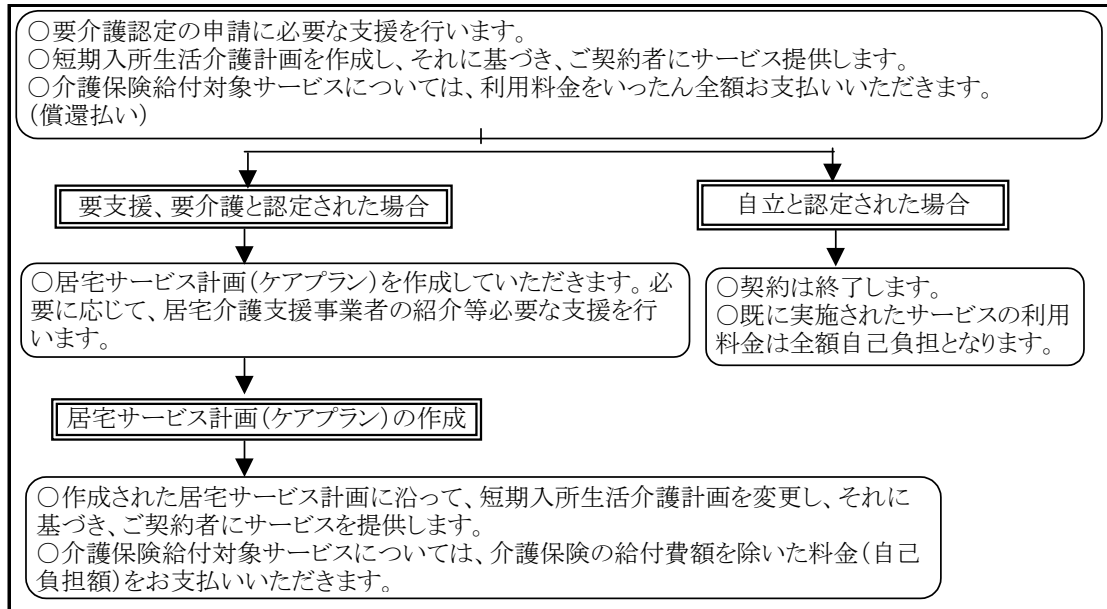 ○要介護認定の申請に必要な支援を行います。
○短期入所生活介護計画を作成し、それに基づき、ご契約者にサービス提供します。
○介護保険給付対象サービスについては、利用料金をいったん全額お支払いいただきます。
(償還払い)
要支援、要介護と認定された場合
自立と認定された場合
○居宅サービス計画(ケアプラン)を作成していただきます。必
要に応じて、居宅介護支援事業者の紹介等必要な支援を行
います。
○契約は終了します。
○既に実施されたサービスの利用
料金は全額自己負担となります。
居宅サービス計画(ケアプラン)の作成
○作成された居宅サービス計画に沿って、短期入所生活介護計画を変更し、それに
基づき、ご契約者にサービスを提供します。
○介護保険給付対象サービスについては、介護保険の給付費額を除いた料金(自己
負担額)をお支払いいただきます。